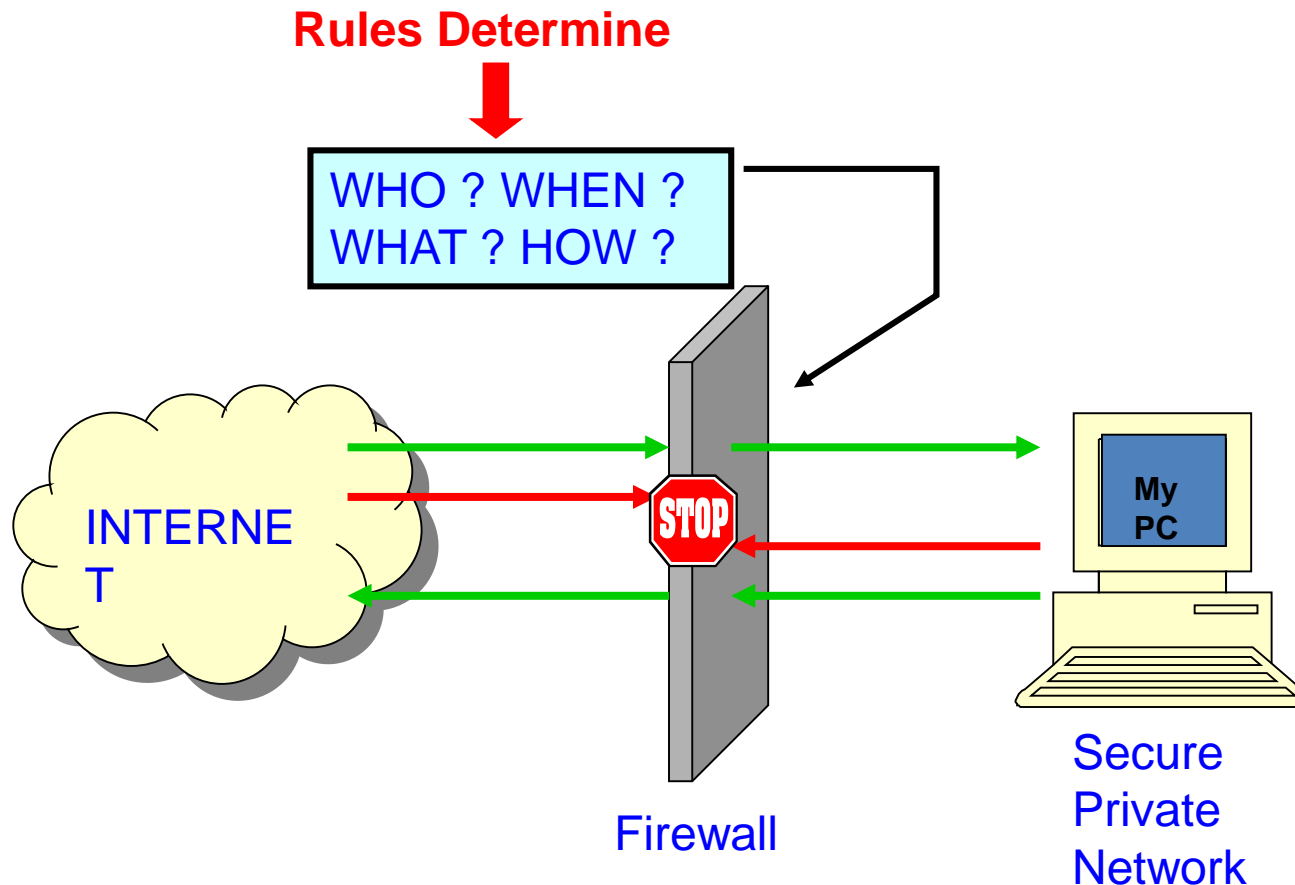 Rules Determine
WHO ? WHEN ?
WHAT ? HOW ?
INTERNE
T
STOP
My
PC
Firewall
Secure
Private
Network